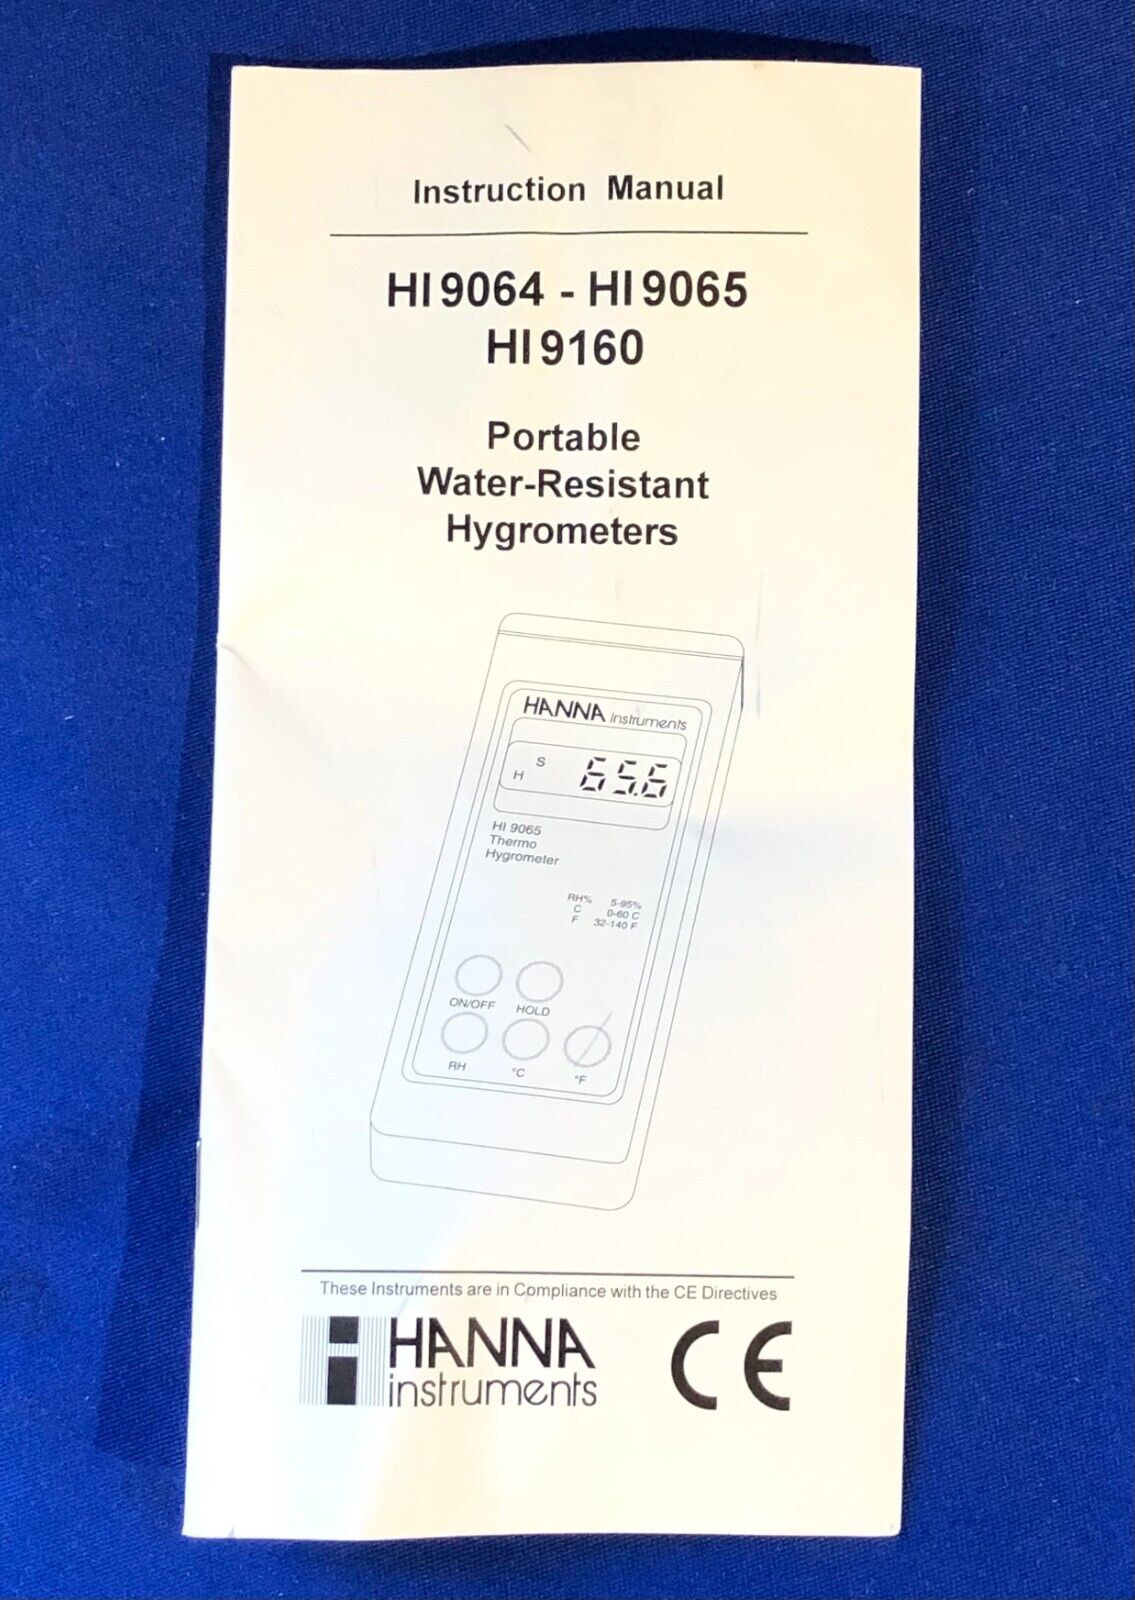 Instruction Manual
HI 9064 - HI 9065
HI 9160
Portable
Water-Resistant
Hygrometers
HANNA instruments
S
H 65.6
HI 9065
Thermo
Hygrometer
RH% 5-95%
C 0-60 C
F 32-140 F
ON/OFF HOLD
RH °C °F
These Instruments are in Compliance with the CE Directives
HANNA
instruments
CE